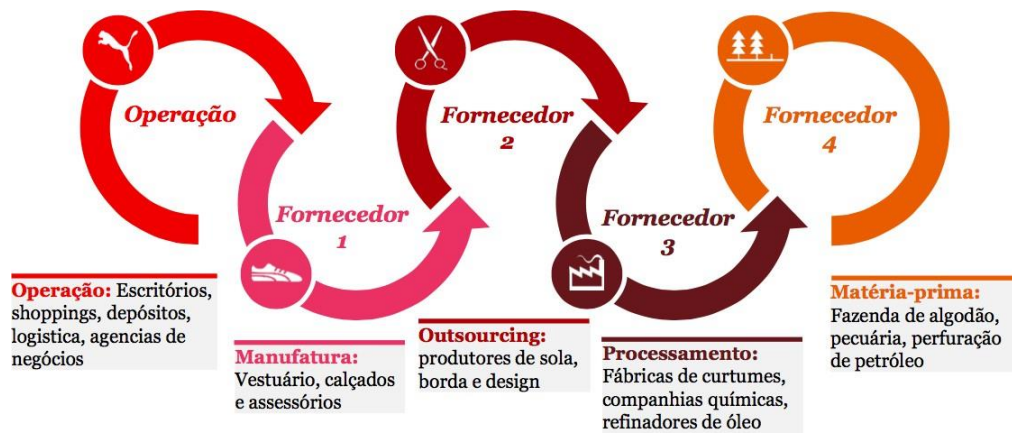 Operação
Fornecedor
1
Fornecedor
2
Fornecedor
3
Fornecedor
4
Operação: Escritórios,
shoppings, depósitos,
logistica, agencias de
negócios
Manufatura:
Vestuário, calçados
e assessórios
Outsourcing:
produtores de sola,
borda e design
Processamento:
Fábricas de curtumes,
companhias químicas,
refinadores de óleo
Matéria-prima:
Fazenda de algodão,
pecuária, perfuração
de petróleo